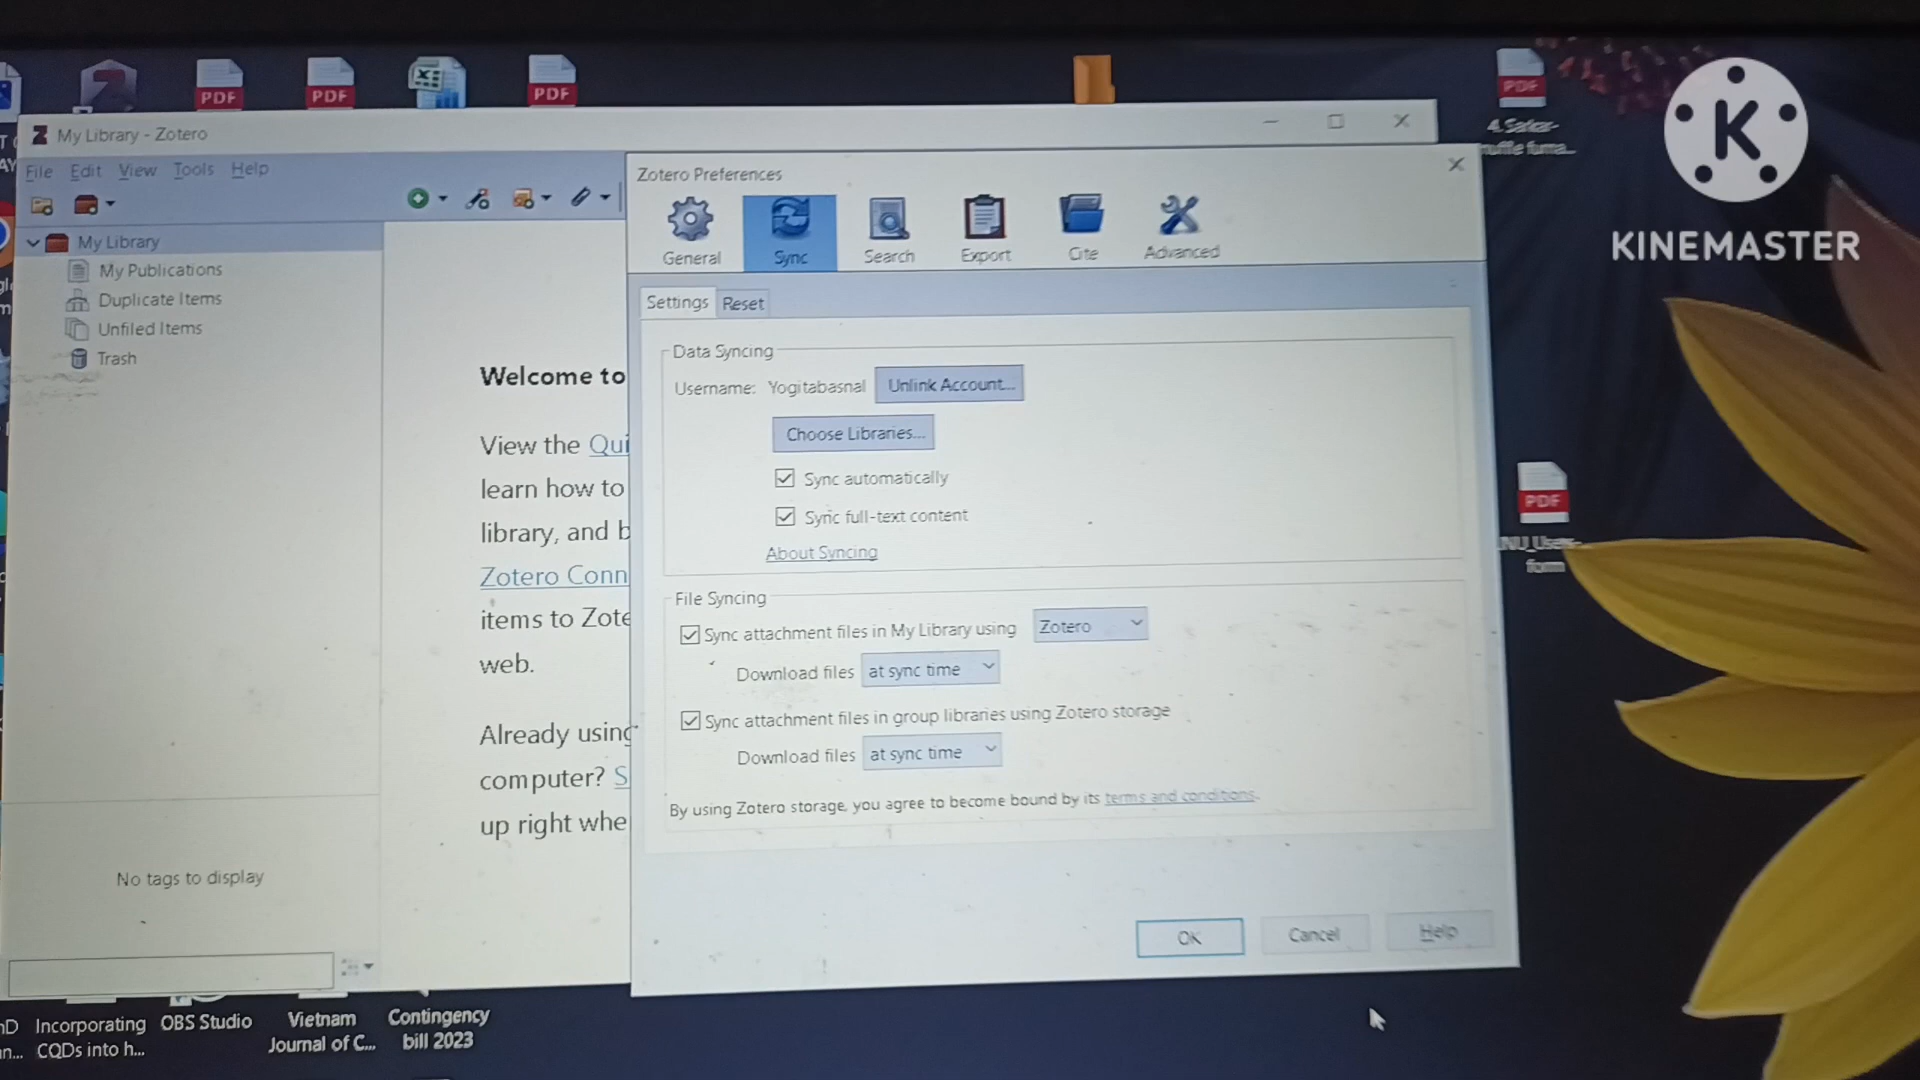 PDF
PDF
PDF
PDF
4. Sarkar-
KINEMASTER
My Library - Zotero
File Edit View Tools Help
My Library
My Publications
Duplicate Items
Unfiled Items
Trash
No tags to display
Welcome to
View the Qui
learn how to
library, and b
Zotero Conn
items to Zote
web.
Already using
computer? S
up right whe
Zotero Preferences
General Sync Search Export Cite Advanced
Settings Reset
Data Syncing
Username: Yogitabasnal Unlink Account...
Choose Libraries...
Sync automatically
Sync full-text content
About Syncing
File Syncing
Sync attachment files in My Library using Zotero
Download files at sync time
Sync attachment files in group libraries using Zotero storage
Download files at sync time
By using Zotero storage, you agree to become bound by its terms and conditions.
OK Cancel Help
PDF
form
Incorporating
CQDs into h...
OBS Studio
Vietnam
Journal of C...
Contingency
bill 2023